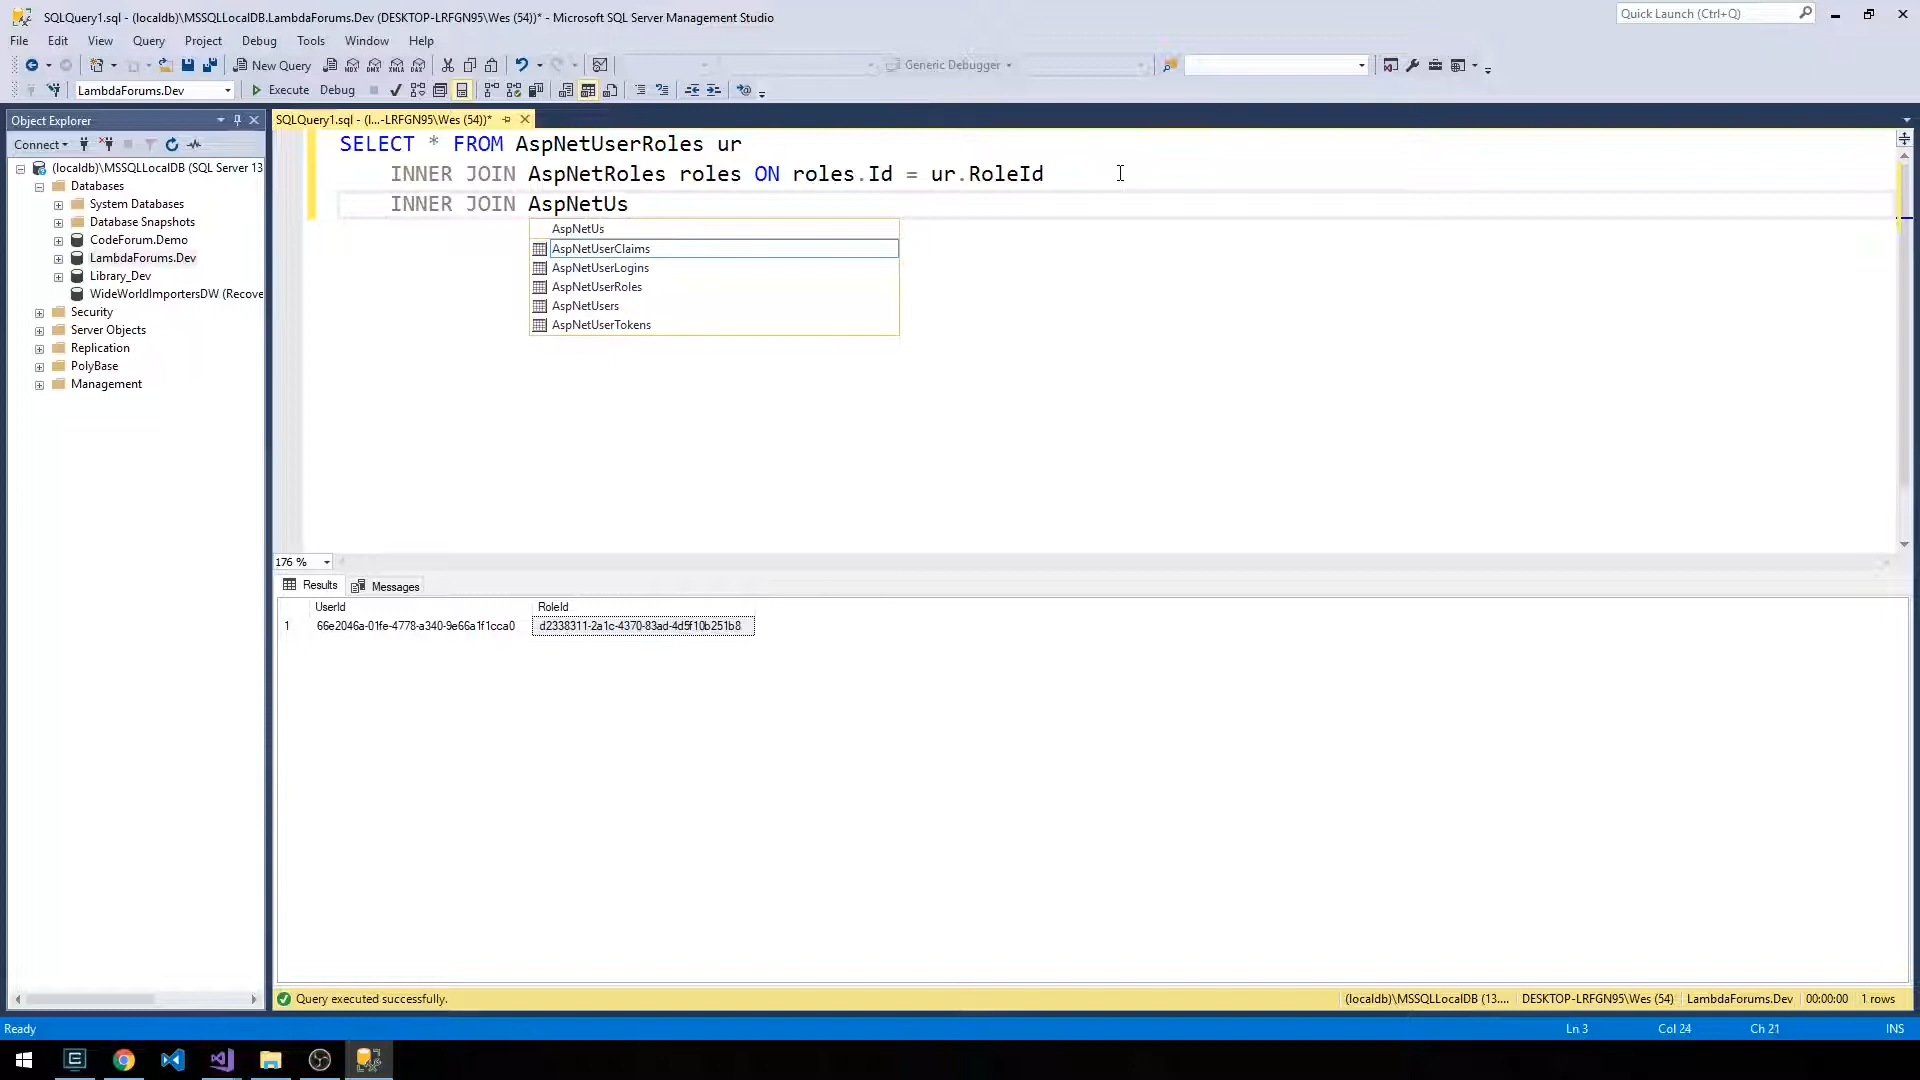 SQLQuery1.sql - (localdb)\MSSQLLocalDB.LambdaForums.Dev (DESKTOP-LRFGN95\Wes (54))* - Microsoft SQL Server Management Studio
Quick Launch (Ctrl+Q)
File Edit View Query Project Debug Tools Window Help
New Query
Generic Debugger
LambdaForums.Dev
Execute Debug
Object Explorer
SQLQuery1.sql - (l...-LRFGN95\Wes (54))*
Connect
(localdb)\MSSQLLocalDB (SQL Server 13
Databases
System Databases
Database Snapshots
CodeForum.Demo
LambdaForums.Dev
Library_Dev
WideWorldImportersDW (Recove
Security
Server Objects
Replication
PolyBase
Management
SELECT * FROM AspNetUserRoles ur
INNER JOIN AspNetRoles roles ON roles.Id = ur.RoleId
INNER JOIN AspNetUs
AspNetUs
AspNetUserClaims
AspNetUserLogins
AspNetUserRoles
AspNetUsers
AspNetUserTokens
176 %
Results Messages
UserId RoleId
1 66e2046a-01fe-4778-a340-9e66a1f1cca0 d2338311-2a1c-4370-83ad-4d5f10b251b8
Query executed successfully.
(localdb)\MSSQLLocalDB (13.... DESKTOP-LRFGN95\Wes (54) LambdaForums.Dev 00:00:00 1 rows
Ready
Ln 3 Col 24 Ch 21 INS